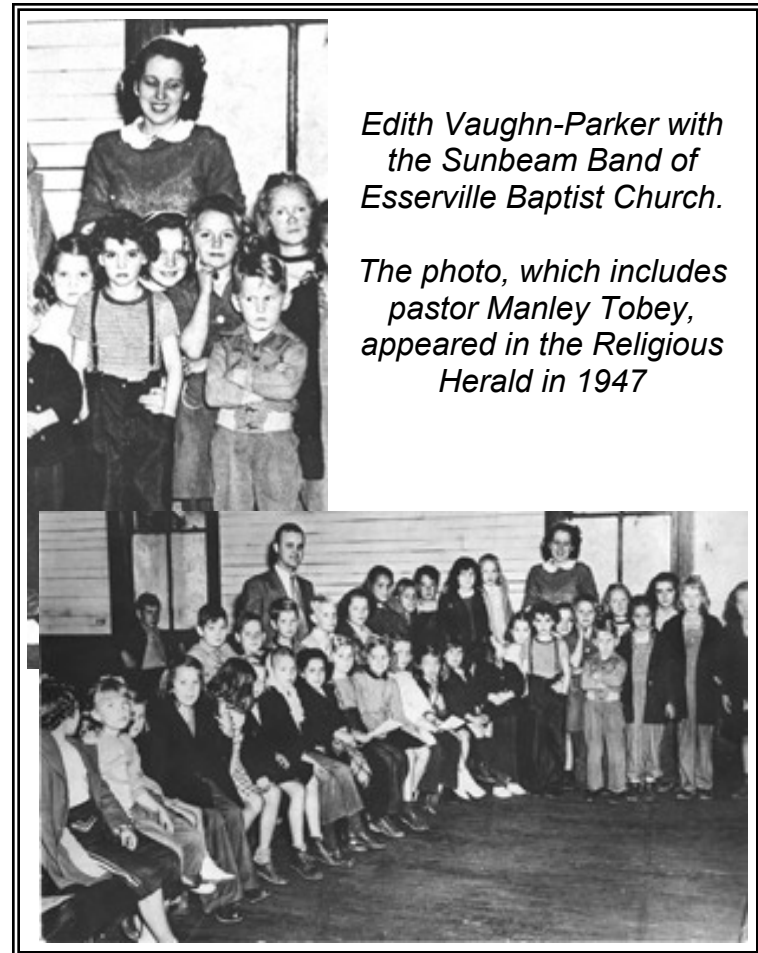 Edith Vaughn-Parker with
the Sunbeam Band of
Esserville Baptist Church.
The photo, which includes
pastor Manley Tobey,
appeared in the Religious
Herald in 1947